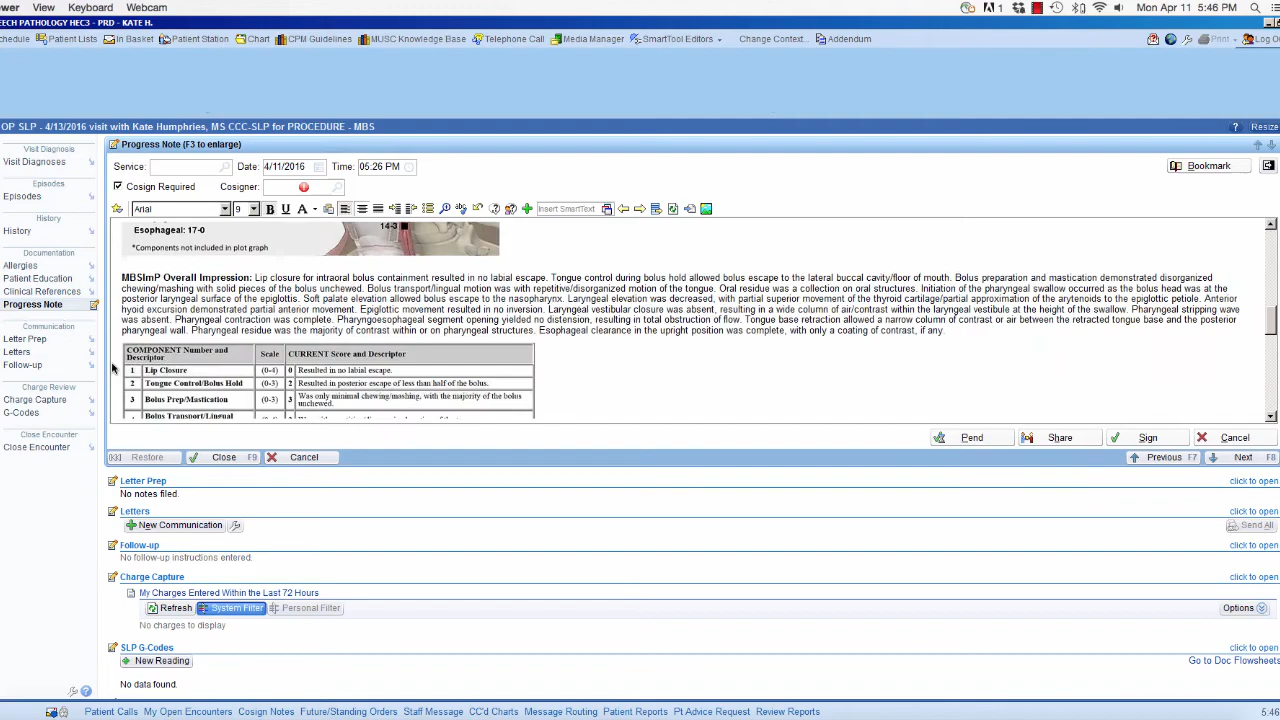 ewer View Keyboard Webcam 1 Mon Apr 11 5:46 PM
EECH PATHOLOGY HEC3 - PRD - KATE H.
chedule Patient Lists In Basket Patient Station Chart CPM Guidelines MUSC Knowledge Base Telephone Call Media Manager SmartTool Editors Change Context... Addendum Print Log O
OP SLP - 4/13/2016 visit with Kate Humphries, MS CCC-SLP for PROCEDURE - MBS ? Resize
Visit Diagnosis
Visit Diagnoses
Episodes
Episodes
History
History
Documentation
Allergies
Patient Education
Clinical References
Progress Note
Communication
Letter Prep
Letters
Follow-up
Charge Review
Charge Capture
G-Codes
Close Encounter
Close Encounter
Progress Note (F3 to enlarge)
Service: Date: 4/11/2016 Time: 05:26 PM Bookmark
Cosign Required Cosigner:
Arial 9 B U A Insert SmartText
Esophageal: 17-0 14-3
*Components not included in plot graph
MBSImP Overall Impression: Lip closure for intraoral bolus containment resulted in no labial escape. Tongue control during bolus hold allowed bolus escape to the lateral buccal cavity/floor of mouth. Bolus preparation and mastication demonstrated disorganized
chewing/mashing with solid pieces of the bolus unchewed. Bolus transport/lingual motion was with repetitive/disorganized motion of the tongue. Oral residue was a collection on oral structures. Initiation of the pharyngeal swallow occurred as the bolus head was at the
posterior laryngeal surface of the epiglottis. Soft palate elevation allowed bolus escape to the nasopharynx. Laryngeal elevation was decreased, with partial superior movement of the thyroid cartilage/partial approximation of the arytenoids to the epiglottic petiole. Anterior
hyoid excursion demonstrated partial anterior movement. Epiglottic movement resulted in no inversion. Laryngeal vestibular closure was absent, resulting in a wide column of air/contrast within the laryngeal vestibule at the height of the swallow. Pharyngeal stripping wave
was absent. Pharyngeal contraction was complete. Pharyngoesophageal segment opening yielded no distension, resulting in total obstruction of flow. Tongue base retraction allowed a narrow column of contrast or air between the retracted tongue base and the posterior
pharyngeal wall. Pharyngeal residue was the majority of contrast within or on pharyngeal structures. Esophageal clearance in the upright position was complete, with only a coating of contrast, if any.
COMPONENT Number and Descriptor Scale CURRENT Score and Descriptor
1 Lip Closure (0-4) 0 Resulted in no labial escape.
2 Tongue Control/Bolus Hold (0-3) 2 Resulted in posterior escape of less than half of the bolus.
3 Bolus Prep/Mastication (0-3) 3 Was only minimal chewing/mashing, with the majority of the bolus unchewed.
Bolus Transport/Lingual
Pend Share Sign Cancel
Restore Close F9 Cancel Previous F7 Next F8
Letter Prep click to open
No notes filed.
Letters click to open
New Communication Send All
Follow-up click to open
No follow-up instructions entered.
Charge Capture click to open
My Charges Entered Within the Last 72 Hours
Refresh System Filter Personal Filter Options
No charges to display
SLP G-Codes click to open
New Reading Go to Doc Flowsheets
No data found.
Patient Calls My Open Encounters Cosign Notes Future/Standing Orders Staff Message CC'd Charts Message Routing Patient Reports Pt Advice Request Review Reports 5:46